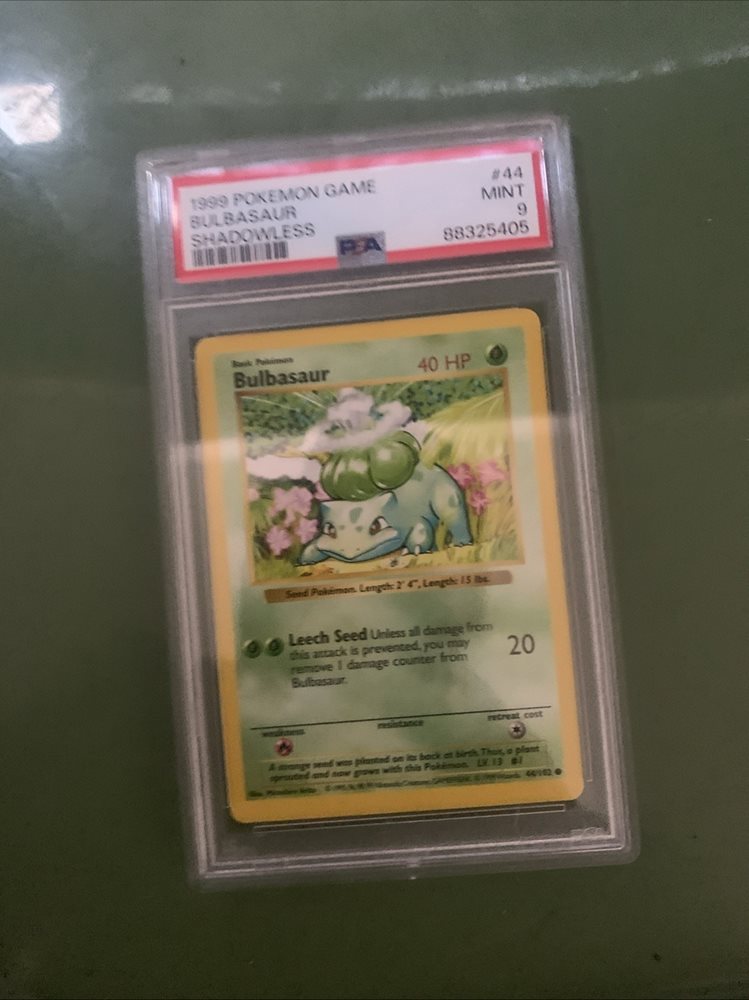 1999 POKEMON GAME #44
BULBASAUR MINT
SHADOWLESS 9
PSA 88325405
Basic Pokémon
Bulbasaur 40 HP
Seed Pokémon. Length: 2' 4", Length: 15 lbs.
Leech Seed Unless all damage from
this attack is prevented, you may
remove 1 damage counter from
Bulbasaur.
20
weakness resistance retreat cost
A strange seed was planted on its back at birth. The plant
sprouted and now grows with this Pokémon. LV. 13 #1
44/102